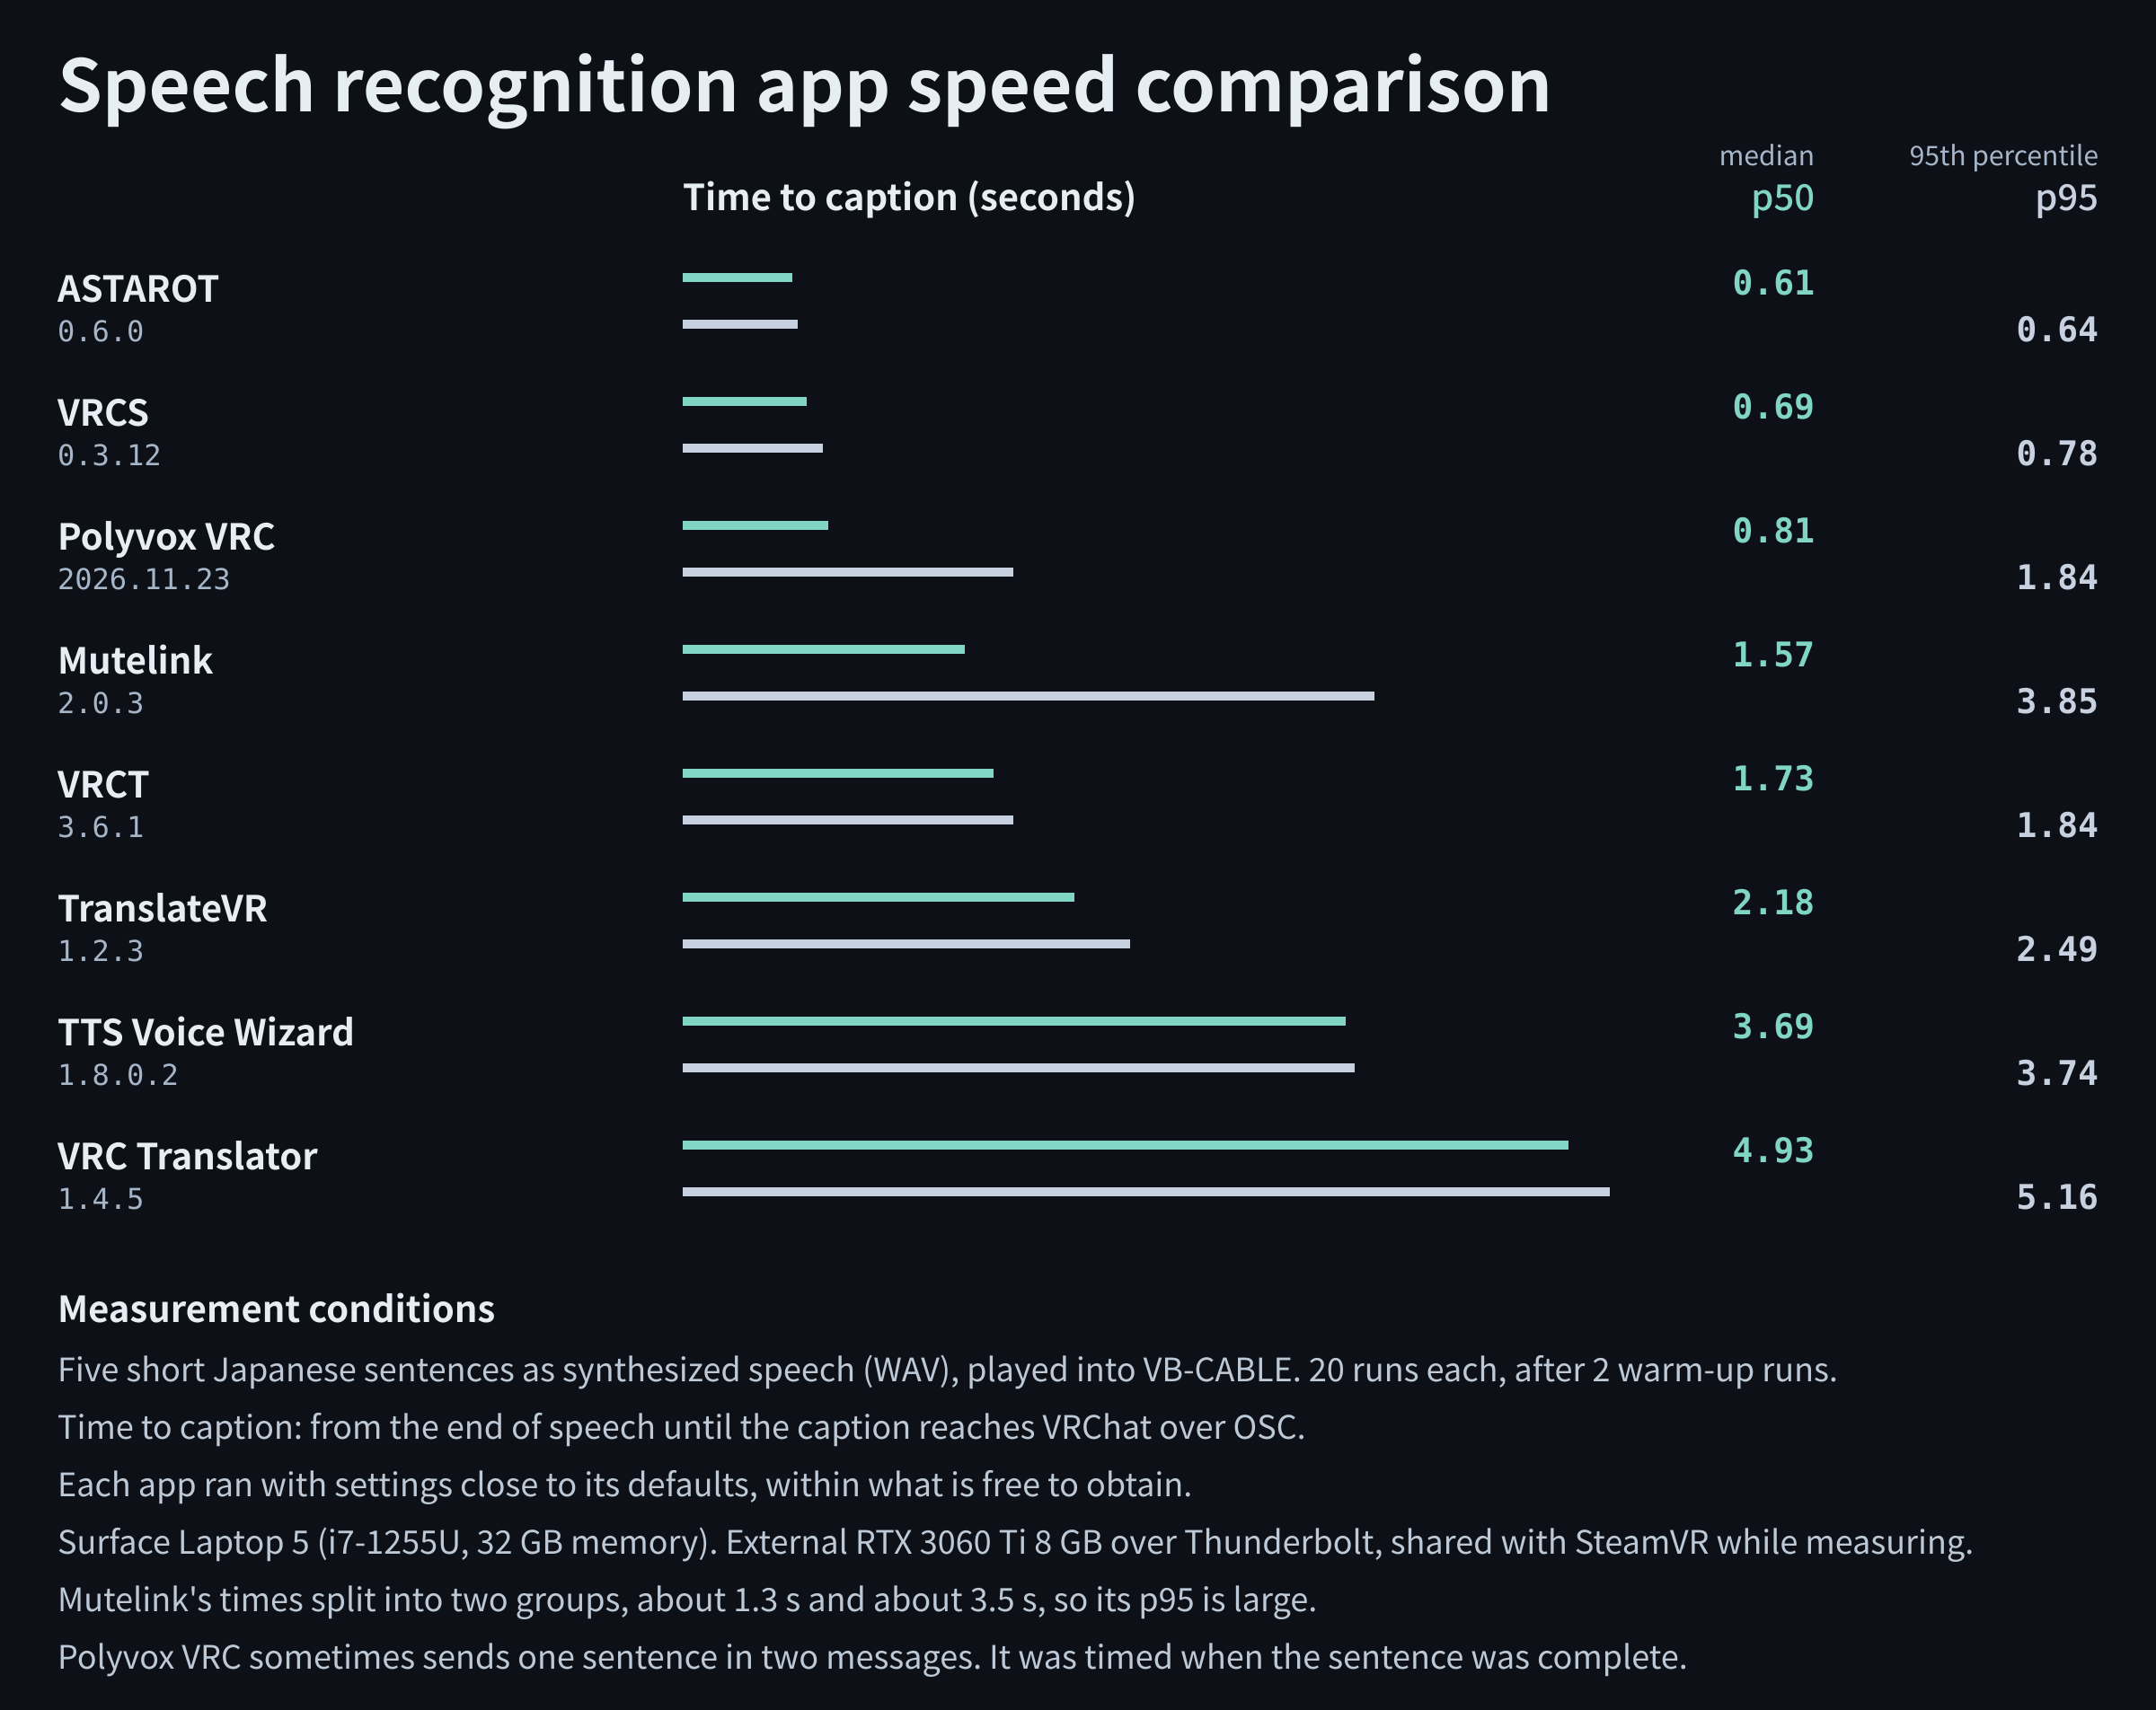 Speech recognition app speed comparison
median 95th percentile
Time to caption (seconds) p50 p95
ASTAROT 0.61
0.6.0 0.64
VRCS 0.69
0.3.12 0.78
Polyvox VRC 0.81
2026.11.23 1.84
Mutelink 1.57
2.0.3 3.85
VRCT 1.73
3.6.1 1.84
TranslateVR 2.18
1.2.3 2.49
TTS Voice Wizard 3.69
1.8.0.2 3.74
VRC Translator 4.93
1.4.5 5.16
Measurement conditions
Five short Japanese sentences as synthesized speech (WAV), played into VB-CABLE. 20 runs each, after 2 warm-up runs.
Time to caption: from the end of speech until the caption reaches VRChat over OSC.
Each app ran with settings close to its defaults, within what is free to obtain.
Surface Laptop 5 (i7-1255U, 32 GB memory). External RTX 3060 Ti 8 GB over Thunderbolt, shared with SteamVR while measuring.
Mutelink's times split into two groups, about 1.3 s and about 3.5 s, so its p95 is large.
Polyvox VRC sometimes sends one sentence in two messages. It was timed when the sentence was complete.